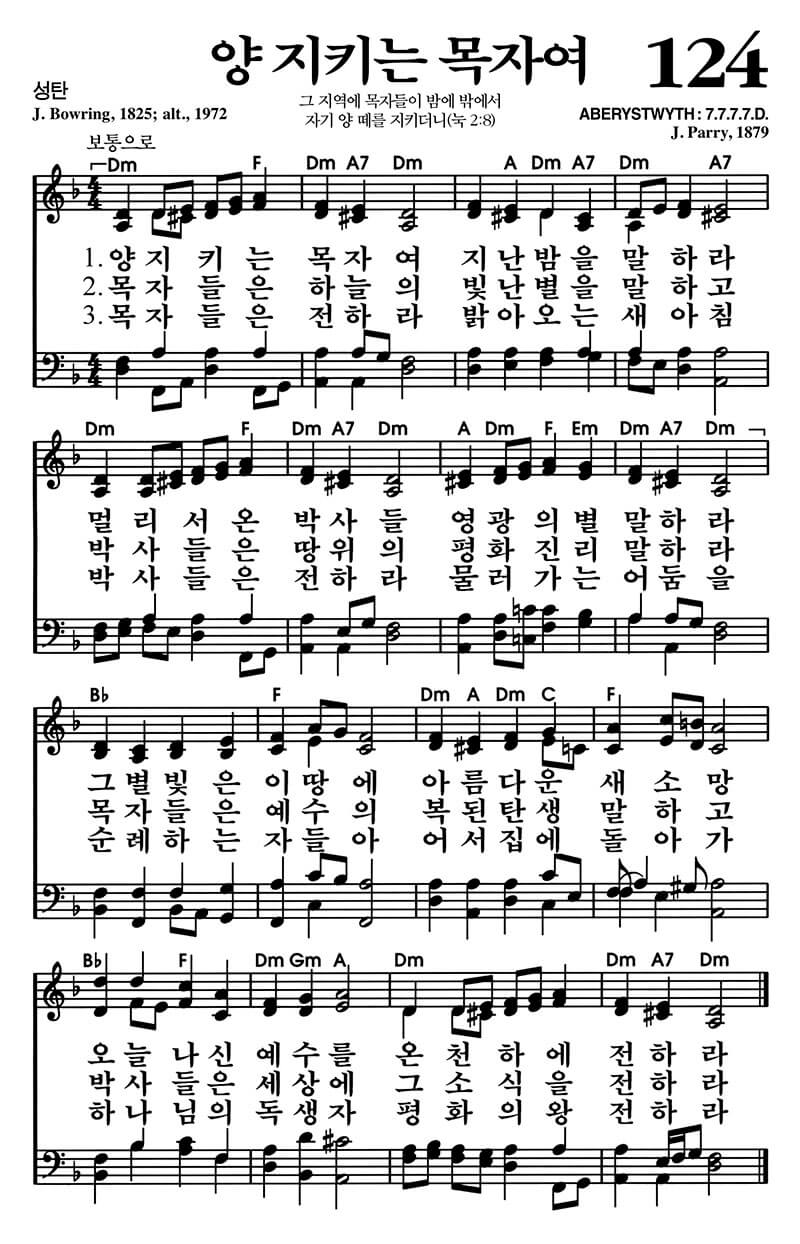 양 지키는 목자여 124
성탄
J. Bowring, 1825; alt., 1972
그 지역에 목자들이 밤에 밖에서
자기 양 떼를 지키더니(눅 2:8)
ABERYSTWYTH : 7.7.7.7.D.
J. Parry, 1879
보통으로
Dm F Dm A7 Dm A Dm A7 Dm A7
1. 양 지 키 는 목 자 여 지 난 밤 을 말 하 라
2. 목 자 들 은 하 늘 의 빛 난 별 을 말 하 고
3. 목 자 들 은 전 하 라 밝 아 오 는 새 아 침
Dm F Dm A7 Dm A Dm F Em Dm A7 Dm
멀 리 서 온 박 사 들 영 광 의 별 말 하 라
박 사 들 은 땅 위 의 평 화 진 리 말 하 라
박 사 들 은 전 하 라 물 러 가 는 어 둠 을
B♭ F Dm A Dm C F
그 별 빛 은 이 땅 에 아 름 다 운 새 소 망
목 자 들 은 예 수 의 복 된 탄 생 말 하 고
순 례 하 는 자 들 아 어 서 집 에 돌 아 가
B♭ F Dm Gm A Dm Dm A7 Dm
오 늘 나 신 예 수 를 온 천 하 에 전 하 라
박 사 들 은 세 상 에 그 소 식 을 전 하 라
하 나 님 의 독 생 자 평 화 의 왕 전 하 라